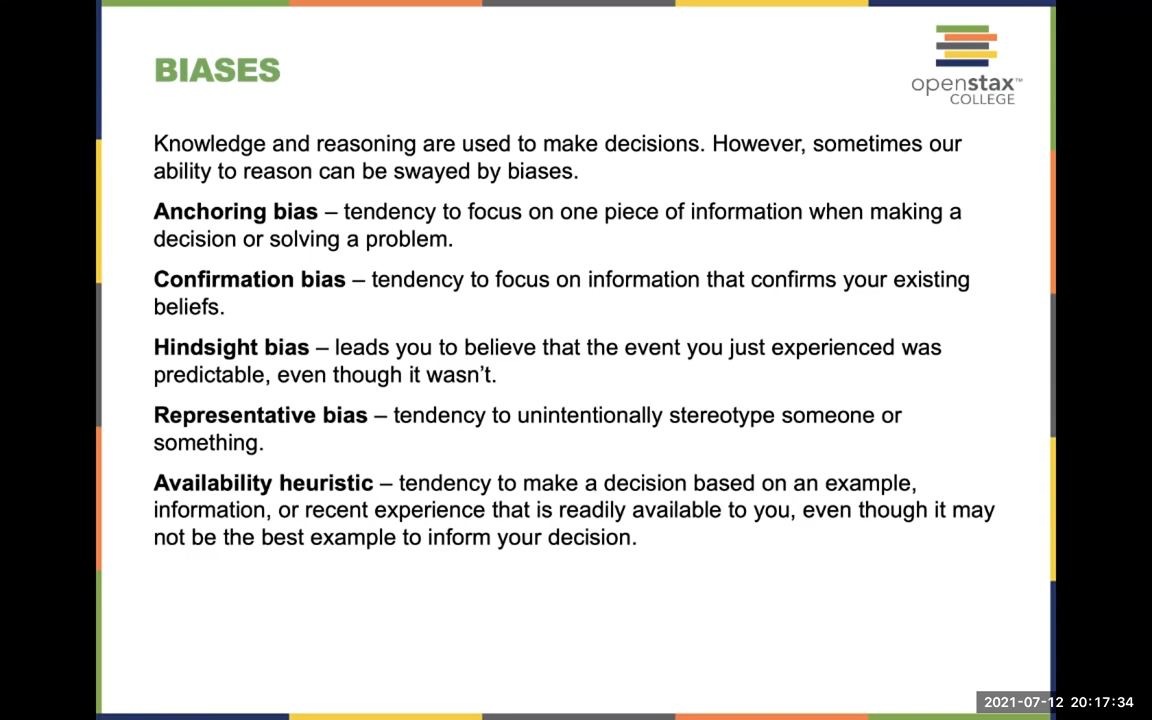 BIASES
openstax™
COLLEGE
Knowledge and reasoning are used to make decisions. However, sometimes our
ability to reason can be swayed by biases.
Anchoring bias – tendency to focus on one piece of information when making a
decision or solving a problem.
Confirmation bias – tendency to focus on information that confirms your existing
beliefs.
Hindsight bias – leads you to believe that the event you just experienced was
predictable, even though it wasn’t.
Representative bias – tendency to unintentionally stereotype someone or
something.
Availability heuristic – tendency to make a decision based on an example,
information, or recent experience that is readily available to you, even though it may
not be the best example to inform your decision.
2021-07-12 20:17:34